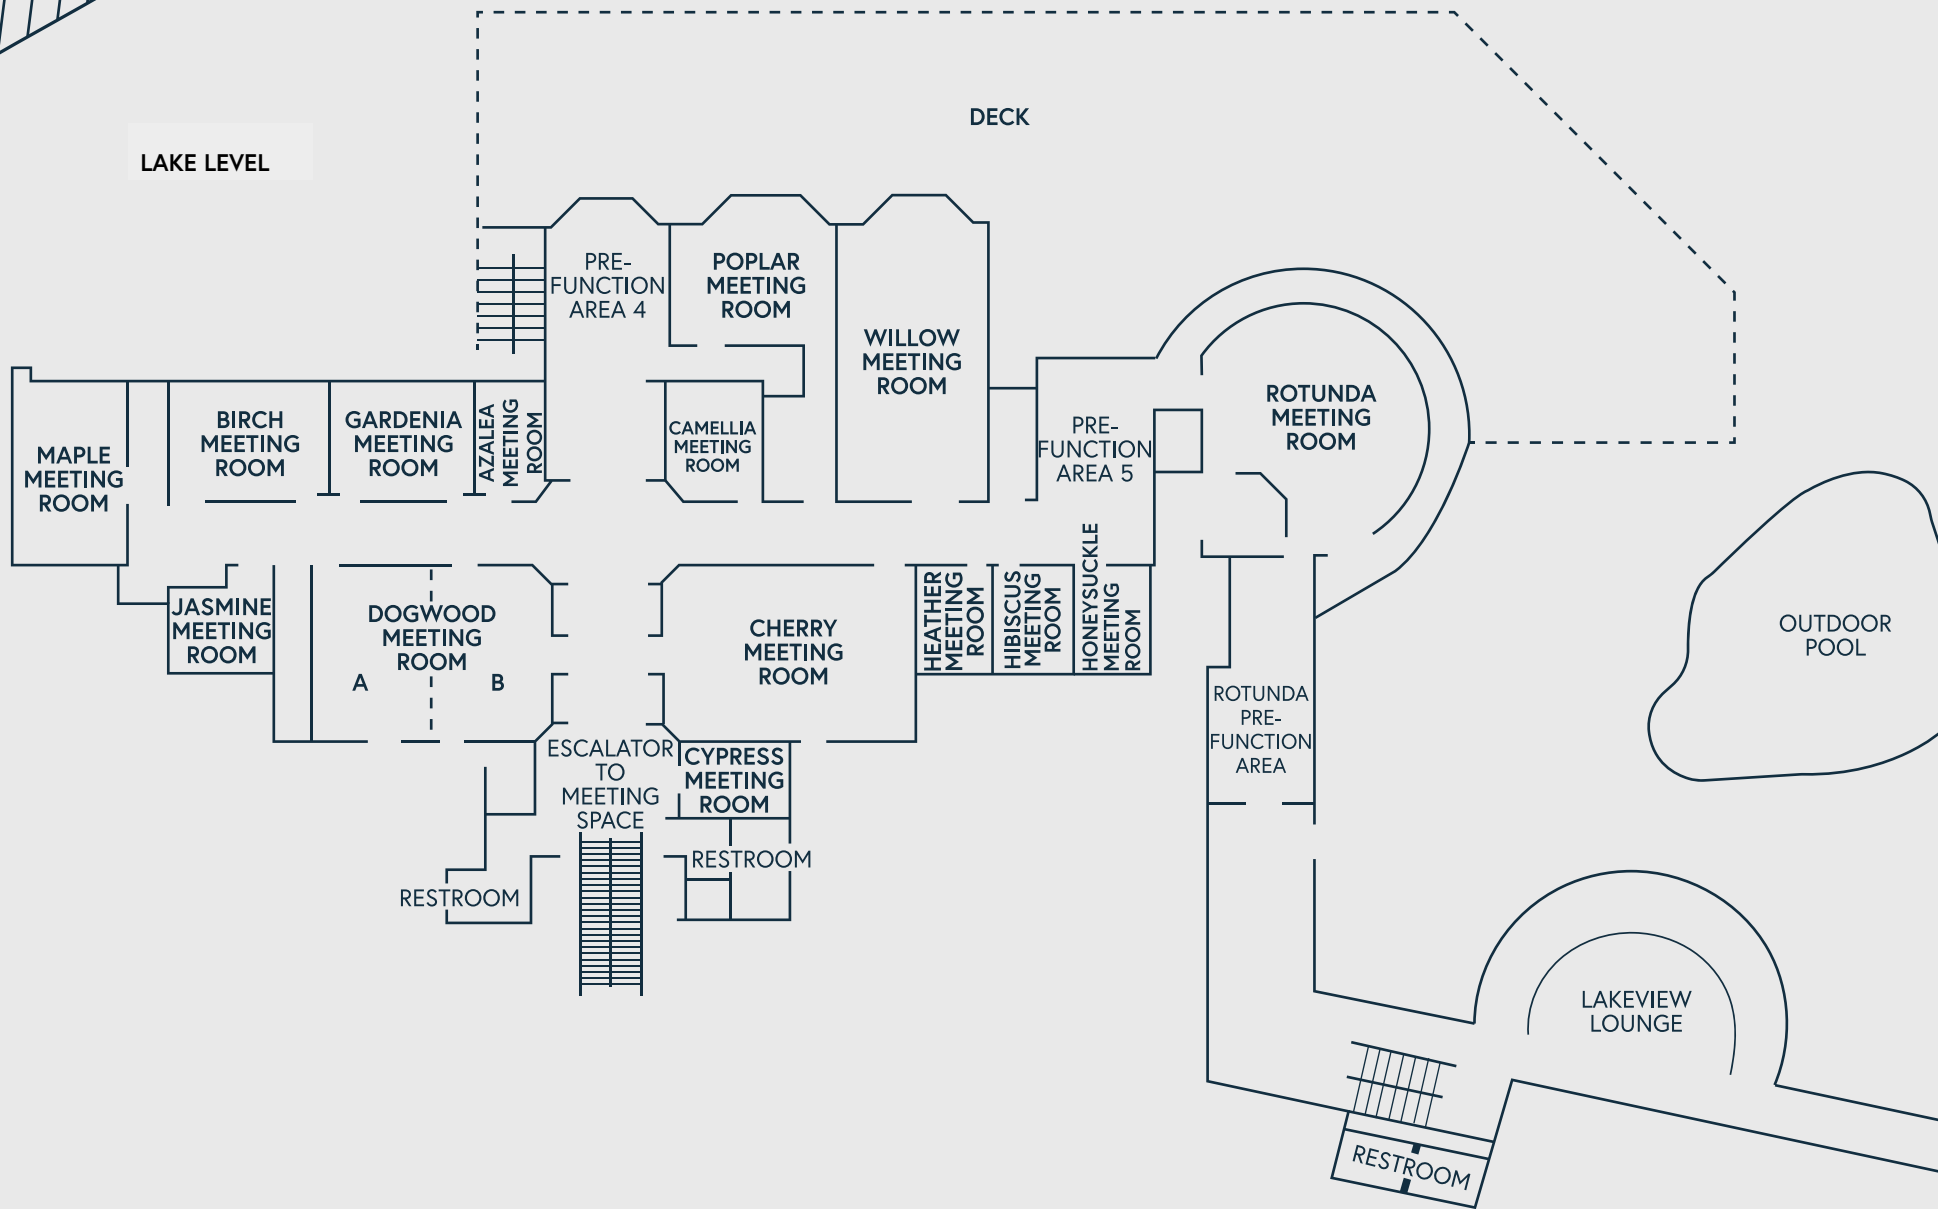 DECK
LAKE LEVEL
PRE-
FUNCTION
AREA 4
POPLAR
MEETING
ROOM
WILLOW
MEETING
ROOM
ROTUNDA
MEETING
ROOM
MAPLE
MEETING
ROOM
BIRCH
MEETING
ROOM
GARDENIA
MEETING
ROOM
AZALEA
MEETING
ROOM
CAMELLIA
MEETING
ROOM
PRE-
FUNCTION
AREA 5
JASMINE
MEETING
ROOM
DOGWOOD
MEETING
ROOM
A
B
CHERRY
MEETING
ROOM
HEATHER
MEETING
ROOM
HIBISCUS
MEETING
ROOM
HONEYSUCKLE
MEETING
ROOM
OUTDOOR
POOL
ROTUNDA
PRE-
FUNCTION
AREA
ESCALATOR
TO
MEETING
SPACE
CYPRESS
MEETING
ROOM
RESTROOM
RESTROOM
LAKEVIEW
LOUNGE
RESTROOM